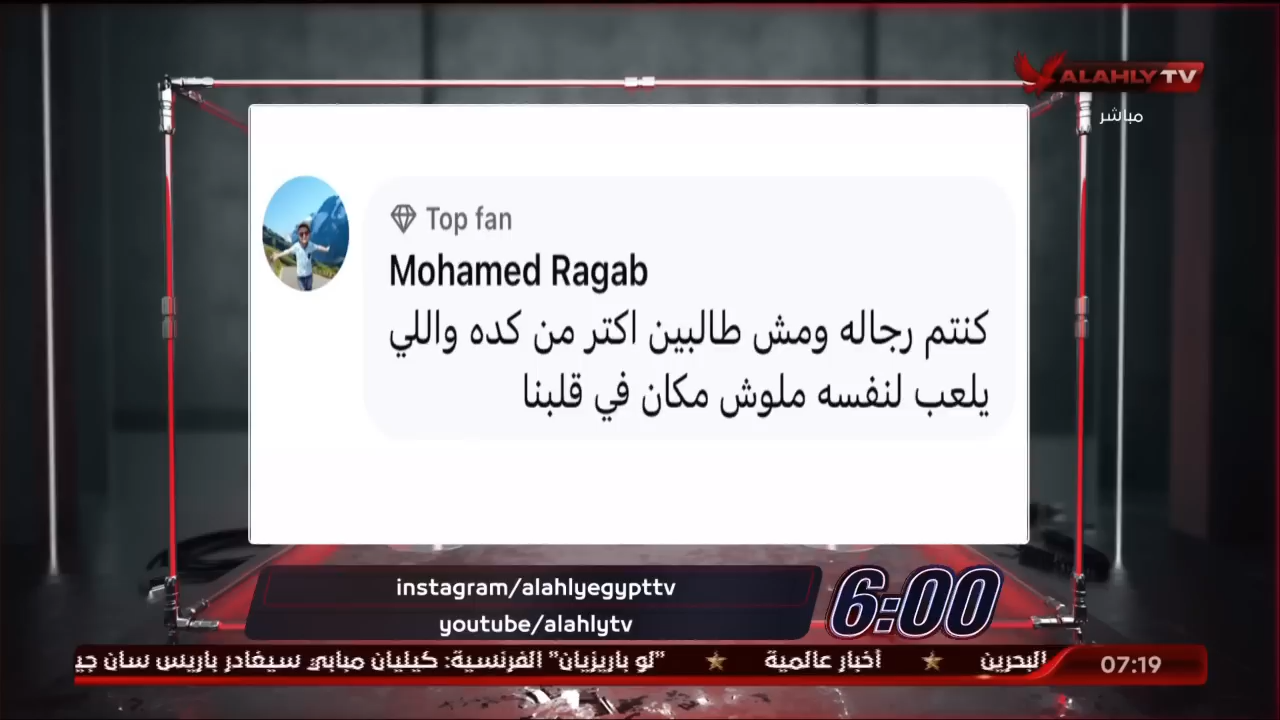 ALAHLY TV
مباشر
Top fan
Mohamed Ragab
كنتم رجاله ومش طالبين اكتر من كده واللي
يلعب لنفسه ملوش مكان في قلبنا
instagram/alahlyegypttv
youtube/alahlytv
6:00
البحرين ★ أخبار عالمية ★ "لو باريزيان" الفرنسية: كيليان مبابي سيغادر باريس سان
07:19